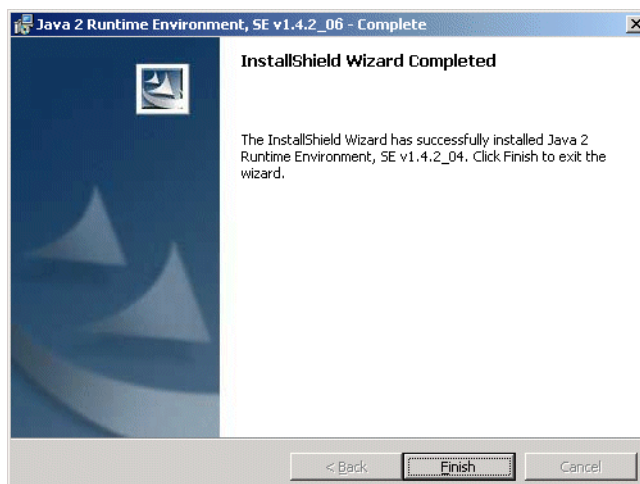 Java 2 Runtime Environment, SE v1.4.2_06 - Complete
InstallShield Wizard Completed
The InstallShield Wizard has successfully installed Java 2
Runtime Environment, SE v1.4.2_04. Click Finish to exit the
wizard.
< Back Finish Cancel